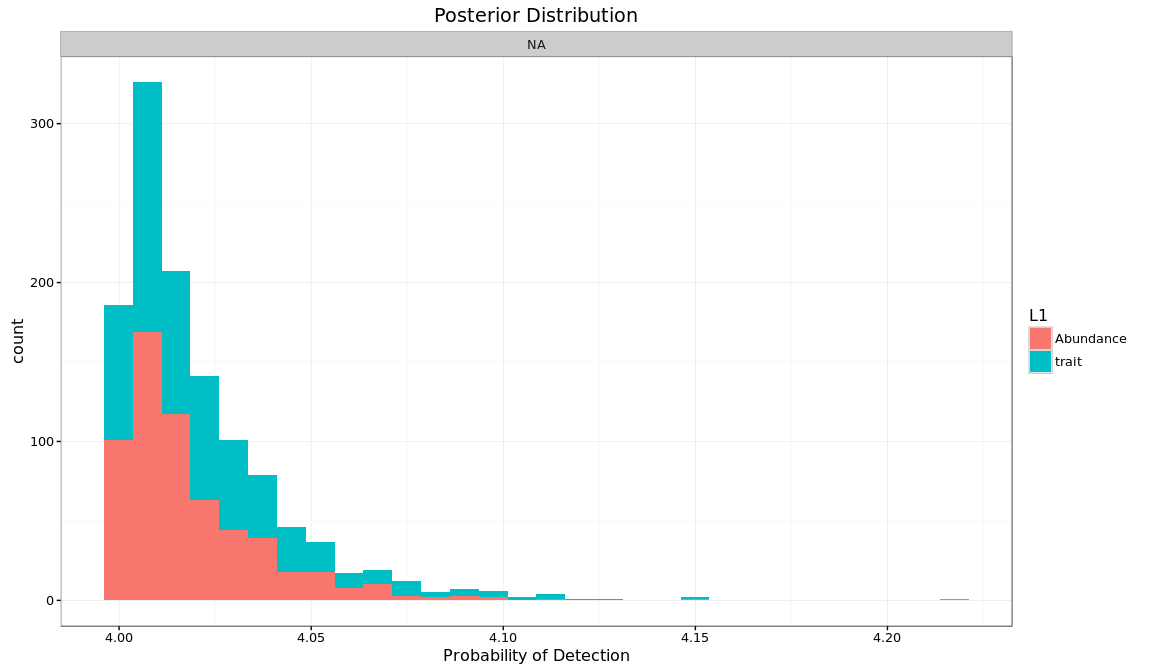 Posterior Distribution
NA
300
200
100
0
count
4.00 4.05 4.10 4.15 4.20
Probability of Detection
L1
Abundance
trait